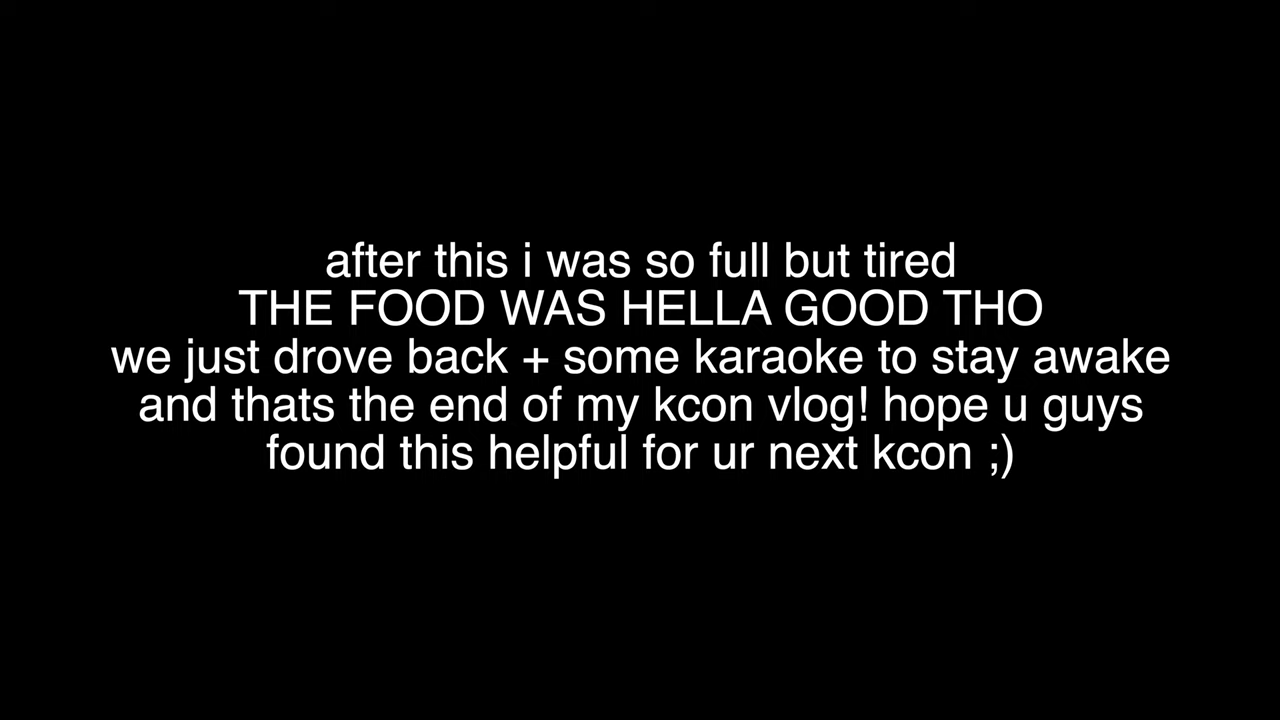 after this i was so full but tired
THE FOOD WAS HELLA GOOD THO
we just drove back + some karaoke to stay awake
and thats the end of my kcon vlog! hope u guys
found this helpful for ur next kcon ;)